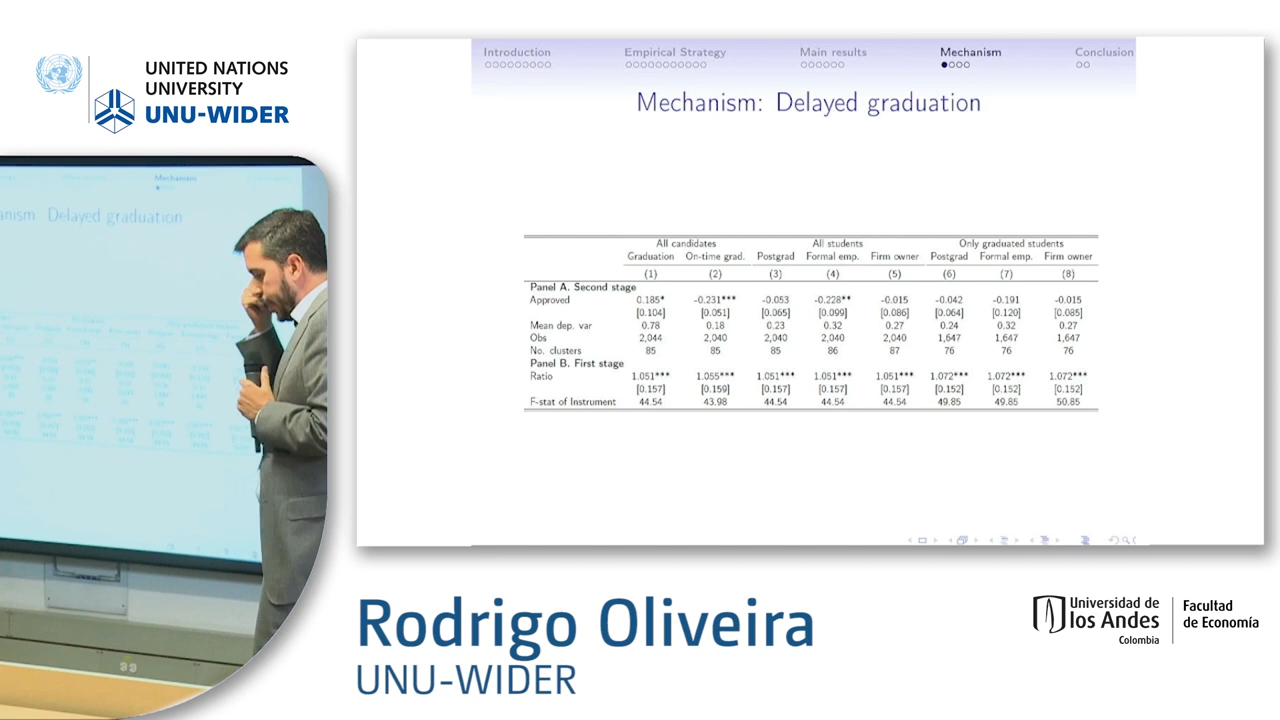 UNITED NATIONS
UNIVERSITY
UNU-WIDER
Mechanism
Delayed graduation
Introduction Empirical Strategy Main results Mechanism Conclusion
Mechanism: Delayed graduation
All candidates All students Only graduated students
Graduation On-time grad. Postgrad Formal emp. Firm owner Postgrad Formal emp. Firm owner
(1) (2) (3) (4) (5) (6) (7) (8)
Panel A. Second stage
Approved 0.185* -0.231*** -0.053 -0.228** -0.015 -0.042 -0.191 -0.015
[0.104] [0.051] [0.065] [0.099] [0.086] [0.064] [0.120] [0.085]
Mean dep. var 0.78 0.18 0.23 0.32 0.27 0.24 0.32 0.27
Obs 2,044 2,040 2,040 2,040 2,040 1,647 1,647 1,647
No. clusters 85 85 85 86 87 76 76 76
Panel B. First stage
Ratio 1.051*** 1.055*** 1.051*** 1.051*** 1.051*** 1.072*** 1.072*** 1.072***
[0.157] [0.159] [0.157] [0.157] [0.157] [0.152] [0.152] [0.152]
F-stat of Instrument 44.54 43.98 44.54 44.54 44.54 49.85 49.85 50.85
Rodrigo Oliveira
UNU-WIDER
Universidad de
los Andes
Colombia
Facultad
de Economía